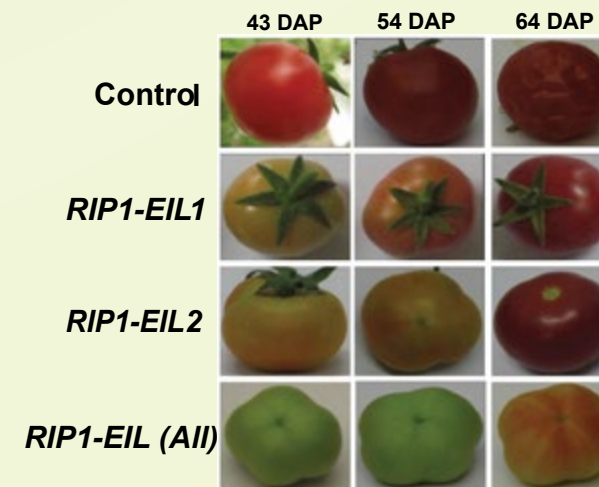 43 DAP 54 DAP 64 DAP
Control
RIP1-EIL1
RIP1-EIL2
RIP1-EIL (All)